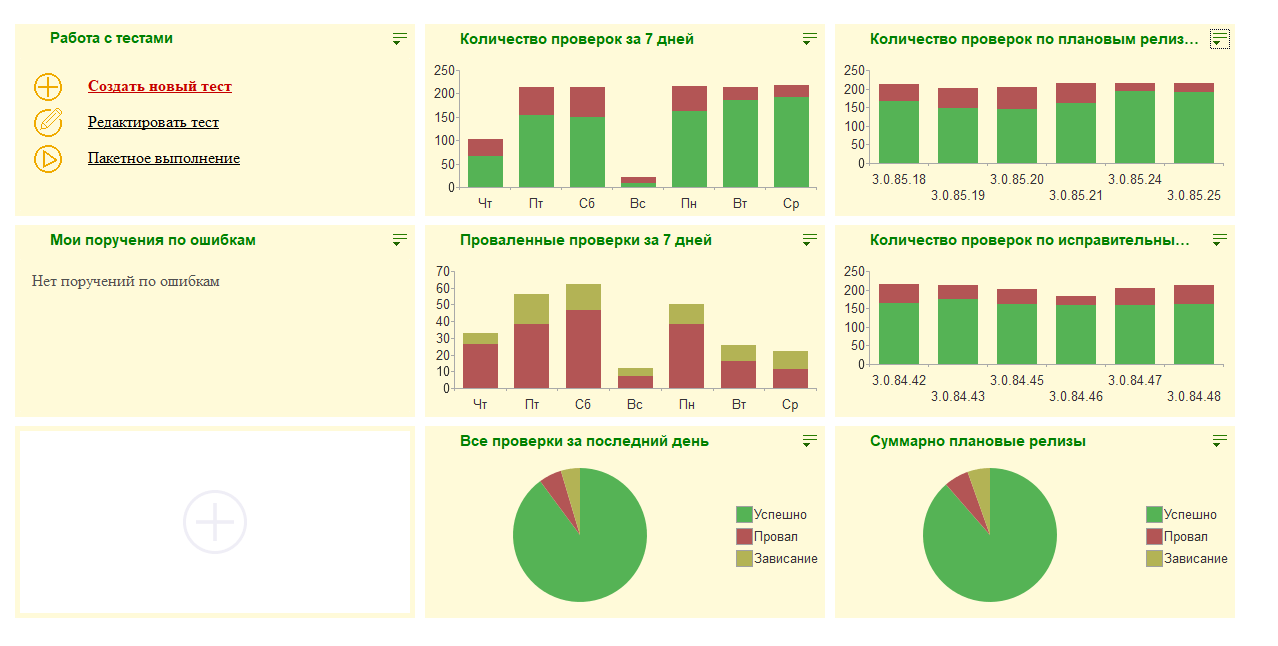 Работа с тестами
Создать новый тест
Редактировать тест
Пакетное выполнение
Количество проверок за 7 дней
250
200
150
100
50
0
Чт Пт Сб Вс Пн Вт Ср
Количество проверок по плановым релиз...
250
200
150
100
50
0
3.0.85.18 3.0.85.20 3.0.85.24
3.0.85.19 3.0.85.21 3.0.85.25
Мои поручения по ошибкам
Нет поручений по ошибкам
Проваленные проверки за 7 дней
70
60
50
40
30
20
10
0
Чт Пт Сб Вс Пн Вт Ср
Количество проверок по исправительны...
250
200
150
100
50
0
3.0.84.42 3.0.84.45 3.0.84.47
3.0.84.43 3.0.84.46 3.0.84.48
Все проверки за последний день
Успешно
Провал
Зависание
Суммарно плановые релизы
Успешно
Провал
Зависание